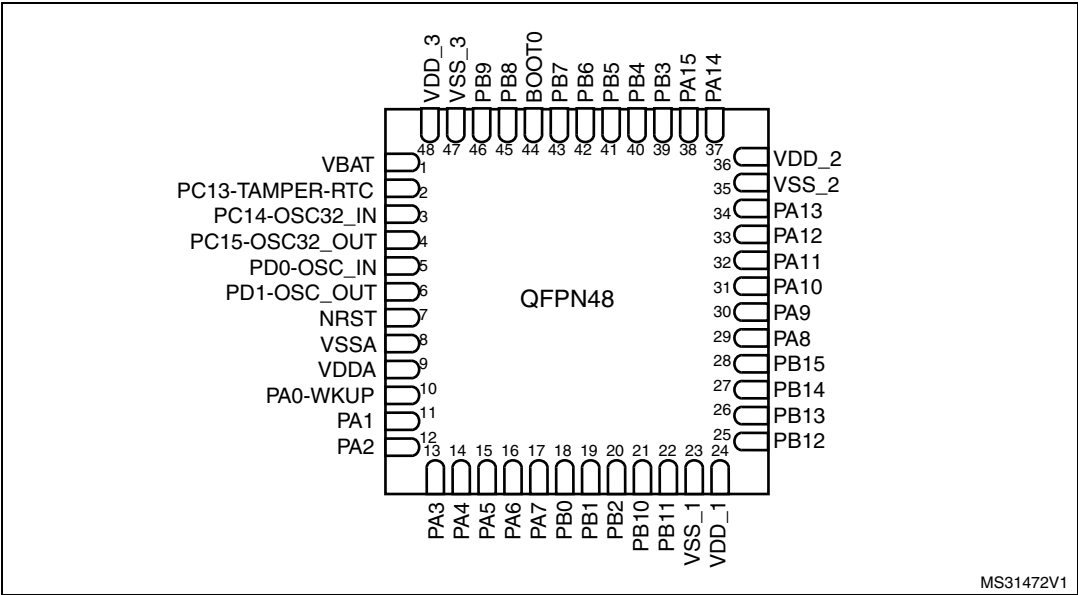 VDD_3
VSS_3
PB9
PB8
BOOT0
PB7
PB6
PB5
PB4
PB3
PA15
PA14
48 47 46 45 44 43 42 41 40 39 38 37
VBAT 1
PC13-TAMPER-RTC 2
PC14-OSC32_IN 3
PC15-OSC32_OUT 4
PD0-OSC_IN 5
PD1-OSC_OUT 6
NRST 7
VSSA 8
VDDA 9
PA0-WKUP 10
PA1 11
PA2 12
QFPN48
36 VDD_2
35 VSS_2
34 PA13
33 PA12
32 PA11
31 PA10
30 PA9
29 PA8
28 PB15
27 PB14
26 PB13
25 PB12
13 14 15 16 17 18 19 20 21 22 23 24
PA3
PA4
PA5
PA6
PA7
PB0
PB1
PB2
PB10
PB11
VSS_1
VDD_1
MS31472V1